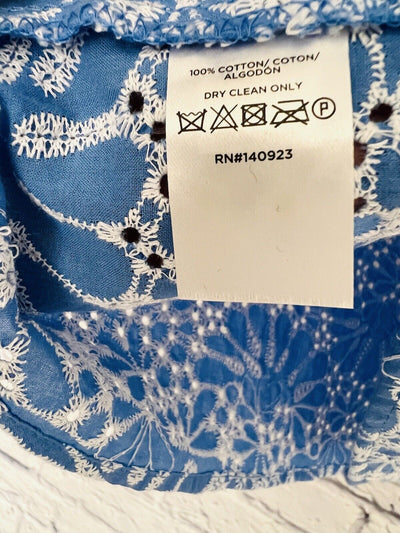 100% COTTON/ COTON/
ALGODÓN
DRY CLEAN ONLY
P
RN#140923